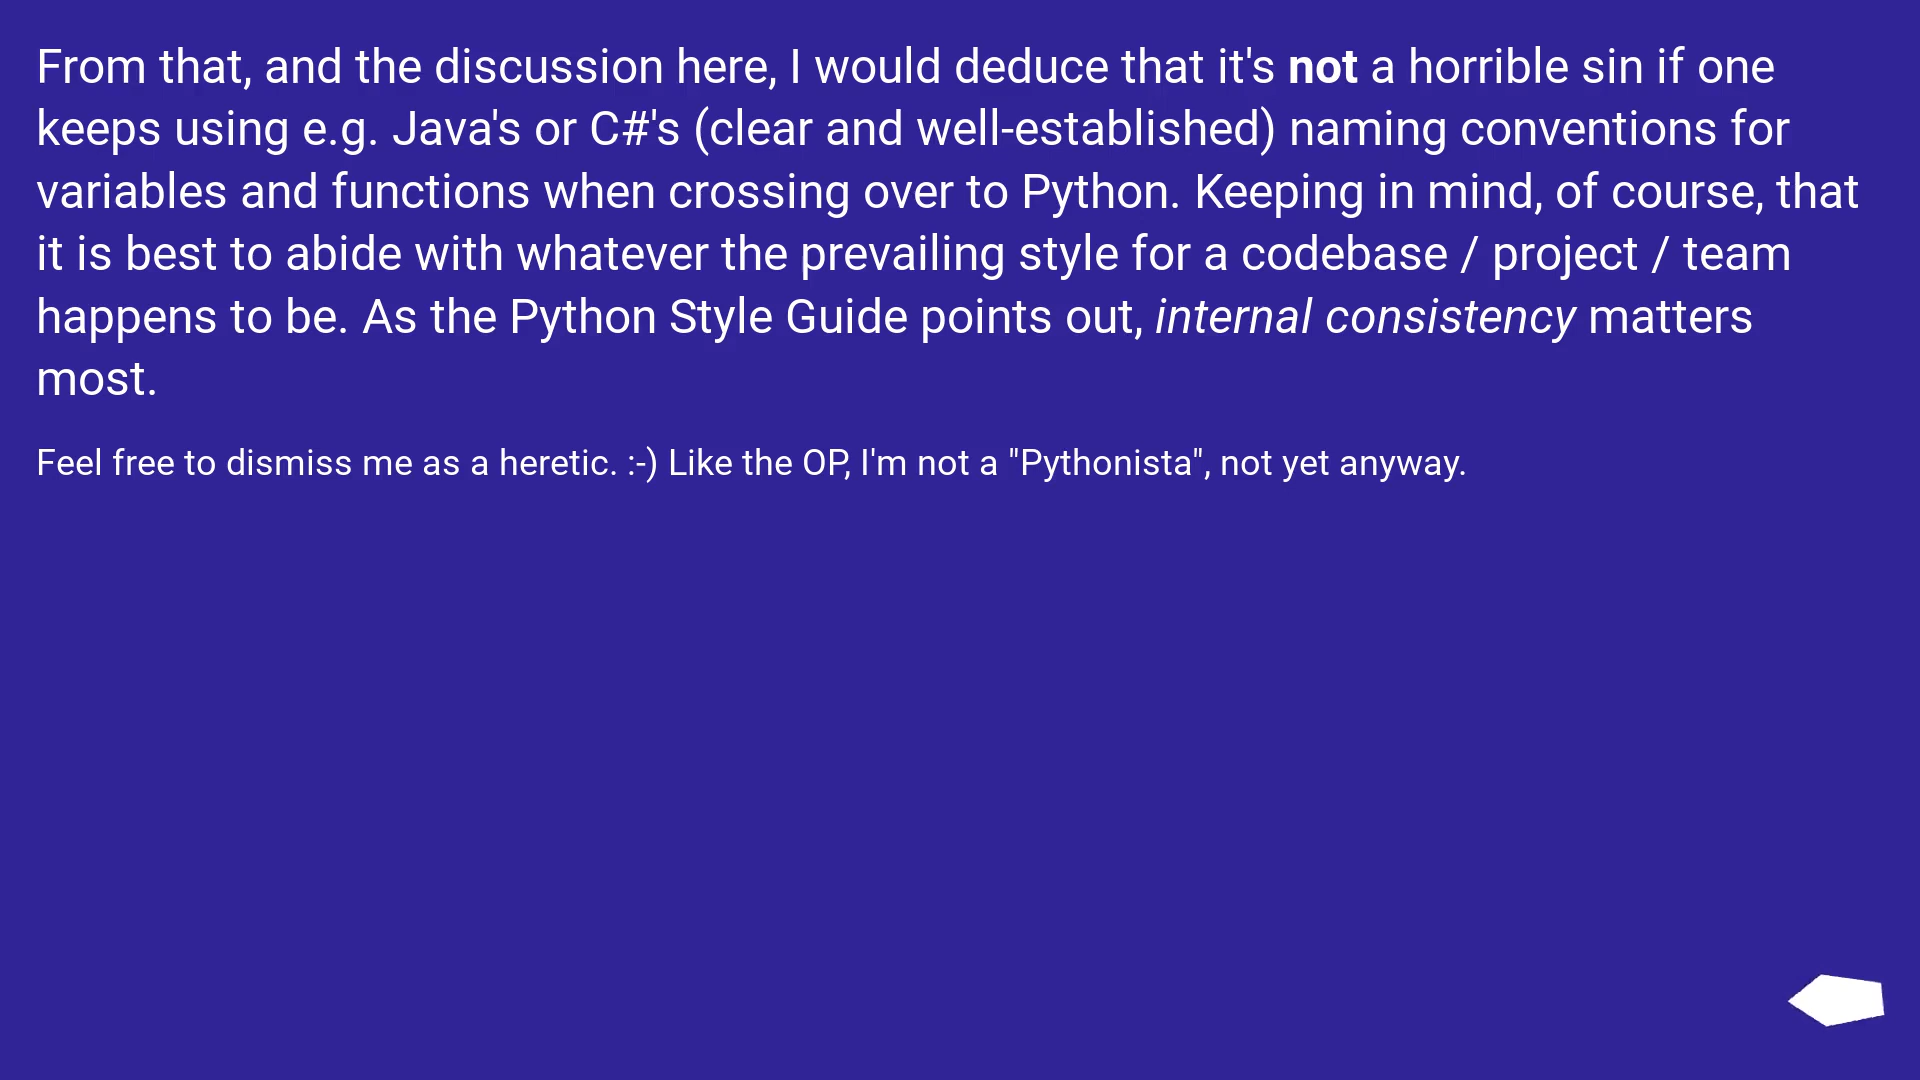 From that, and the discussion here, I would deduce that it's not a horrible sin if one
keeps using e.g. Java's or C#'s (clear and well-established) naming conventions for
variables and functions when crossing over to Python. Keeping in mind, of course, that
it is best to abide with whatever the prevailing style for a codebase / project / team
happens to be. As the Python Style Guide points out, internal consistency matters
most.
Feel free to dismiss me as a heretic. :-) Like the OP, I'm not a "Pythonista", not yet anyway.